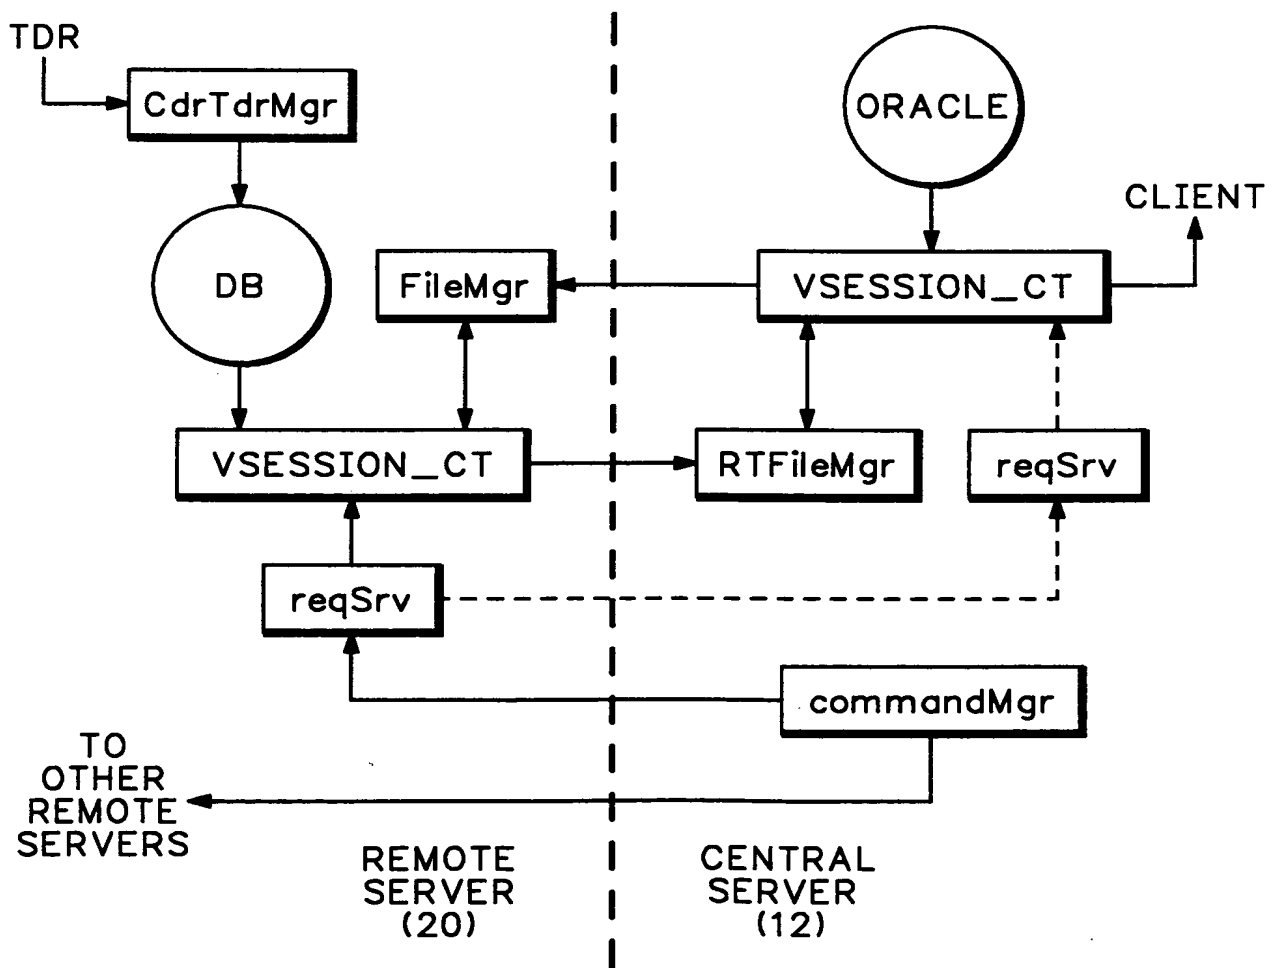 TDR
CdrTdrMgr
ORACLE
CLIENT
DB
FileMgr
VSESSION_CT
VSESSION_CT
RTFileMgr
reqSrv
reqSrv
commandMgr
TO
OTHER
REMOTE
SERVERS
REMOTE
SERVER
(20)
CENTRAL
SERVER
(12)